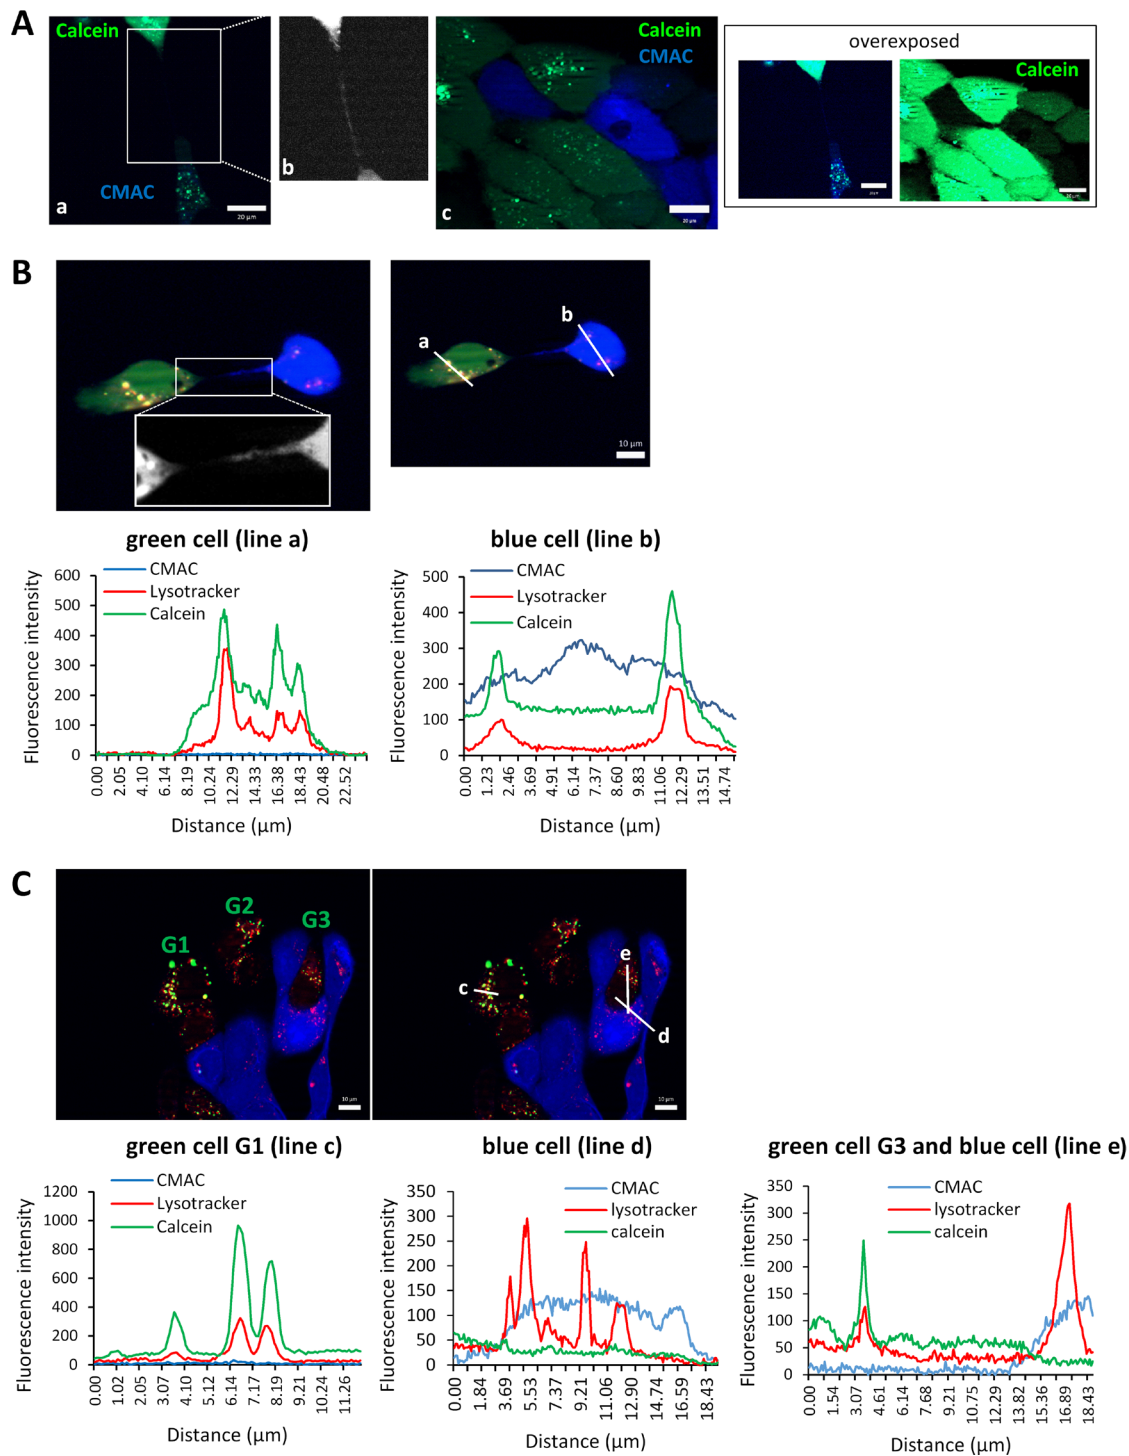 A
Calcein
CMAC
a
20 µm
b
Calcein
CMAC
c
20 µm
overexposed
Calcein
B
a
b
10 µm
green cell (line a)
Fluorescence intensity
600
500
400
300
200
100
0
CMAC
Lysotracker
Calcein
0.00
2.05
4.10
6.14
8.19
10.24
12.29
14.33
16.38
18.43
20.48
22.52
Distance (µm)
blue cell (line b)
Fluorescence intensity
500
400
300
200
100
0
CMAC
Lysotracker
Calcein
0.00
1.23
2.46
3.69
4.91
6.14
7.37
8.60
9.83
11.06
12.29
13.51
14.74
Distance (µm)
C
G1
G2
G3
10 µm
c
e
d
10 µm
green cell G1 (line c)
Fluorescence intensity
1200
1000
800
600
400
200
0
CMAC
Lysotracker
Calcein
0.00
1.02
2.05
3.07
4.10
5.12
6.14
7.17
8.19
9.21
10.24
11.26
Distance (µm)
blue cell (line d)
Fluorescence intensity
350
300
250
200
150
100
50
0
CMAC
lysotracker
calcein
0.00
1.84
3.69
5.53
7.37
9.21
11.06
12.90
14.74
16.59
18.43
Distance (µm)
green cell G3 and blue cell (line e)
Fluorescence intensity
350
300
250
200
150
100
50
0
CMAC
lysotracker
calcein
0.00
1.54
3.07
4.61
6.14
7.68
9.21
10.75
12.29
13.82
15.36
16.89
18.43
Distance (µm)